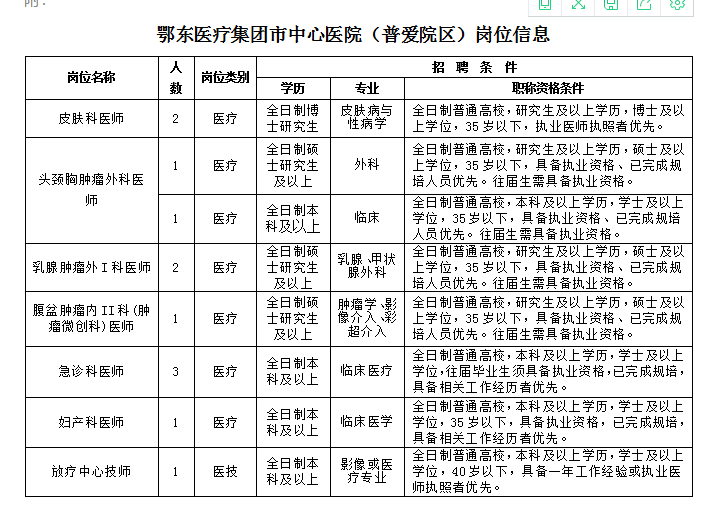 附:
鄂东医疗集团市中心医院（普爱院区）岗位信息
岗位名称
人
数
岗位类别
招 聘 条 件
学历
专业
职称资格条件
皮肤科医师
2
医疗
全日制博
士研究生
皮肤病与
性病学
全日制普通高校，研究生及以上学历，博士及以
上学位，35岁以下，执业医师执照者优先。
头颈胸肿瘤外科医
师
1
医疗
全日制硕
士研究生
及以上
外科
全日制普通高校，研究生及以上学历，硕士及以
上学位，35岁以下，具备执业资格、已完成规
培人员优先。往届生需具备执业资格。
1
医疗
全日制本
科及以上
临床
全日制普通高校，本科及以上学历，学士及以上
学位，35岁以下，具备执业资格、已完成规培
人员优先。往届生需具备执业资格。
乳腺肿瘤外I科医师
2
医疗
全日制硕
士研究生
及以上
乳腺、甲状
腺外科
全日制普通高校，研究生及以上学历，硕士及以
上学位，35岁以下，具备执业资格、已完成规
培人员优先。往届生需具备执业资格。
腹盆肿瘤内II科(肿
瘤微创科)医师
1
医疗
全日制硕
士研究生
及以上
肿瘤学、影
像介入、彩
超介入
全日制普通高校，研究生及以上学历，硕士及以
上学位，35岁以下，具备执业资格，已完成规
培人员优先。往届生需具备执业资格。
急诊科医师
3
医疗
全日制本
科及以上
临床医疗
全日制普通高校，本科及以上学历，学士及以上
学位，往届毕业生须具备执业资格，已完成规培，
具备相关工作经历者优先。
妇产科医师
1
医疗
全日制本
科及以上
临床医学
全日制普通高校，本科及以上学历，学士及以上
学位，35岁以下，具备执业资格，已完成规培，
具备相关工作经历者优先。
放疗中心技师
1
医技
全日制本
科及以上
影像或医
疗专业
全日制普通高校，本科及以上学历，学士及以上
学位，40岁以下，具备一年工作经验或执业医
师执照者优先。